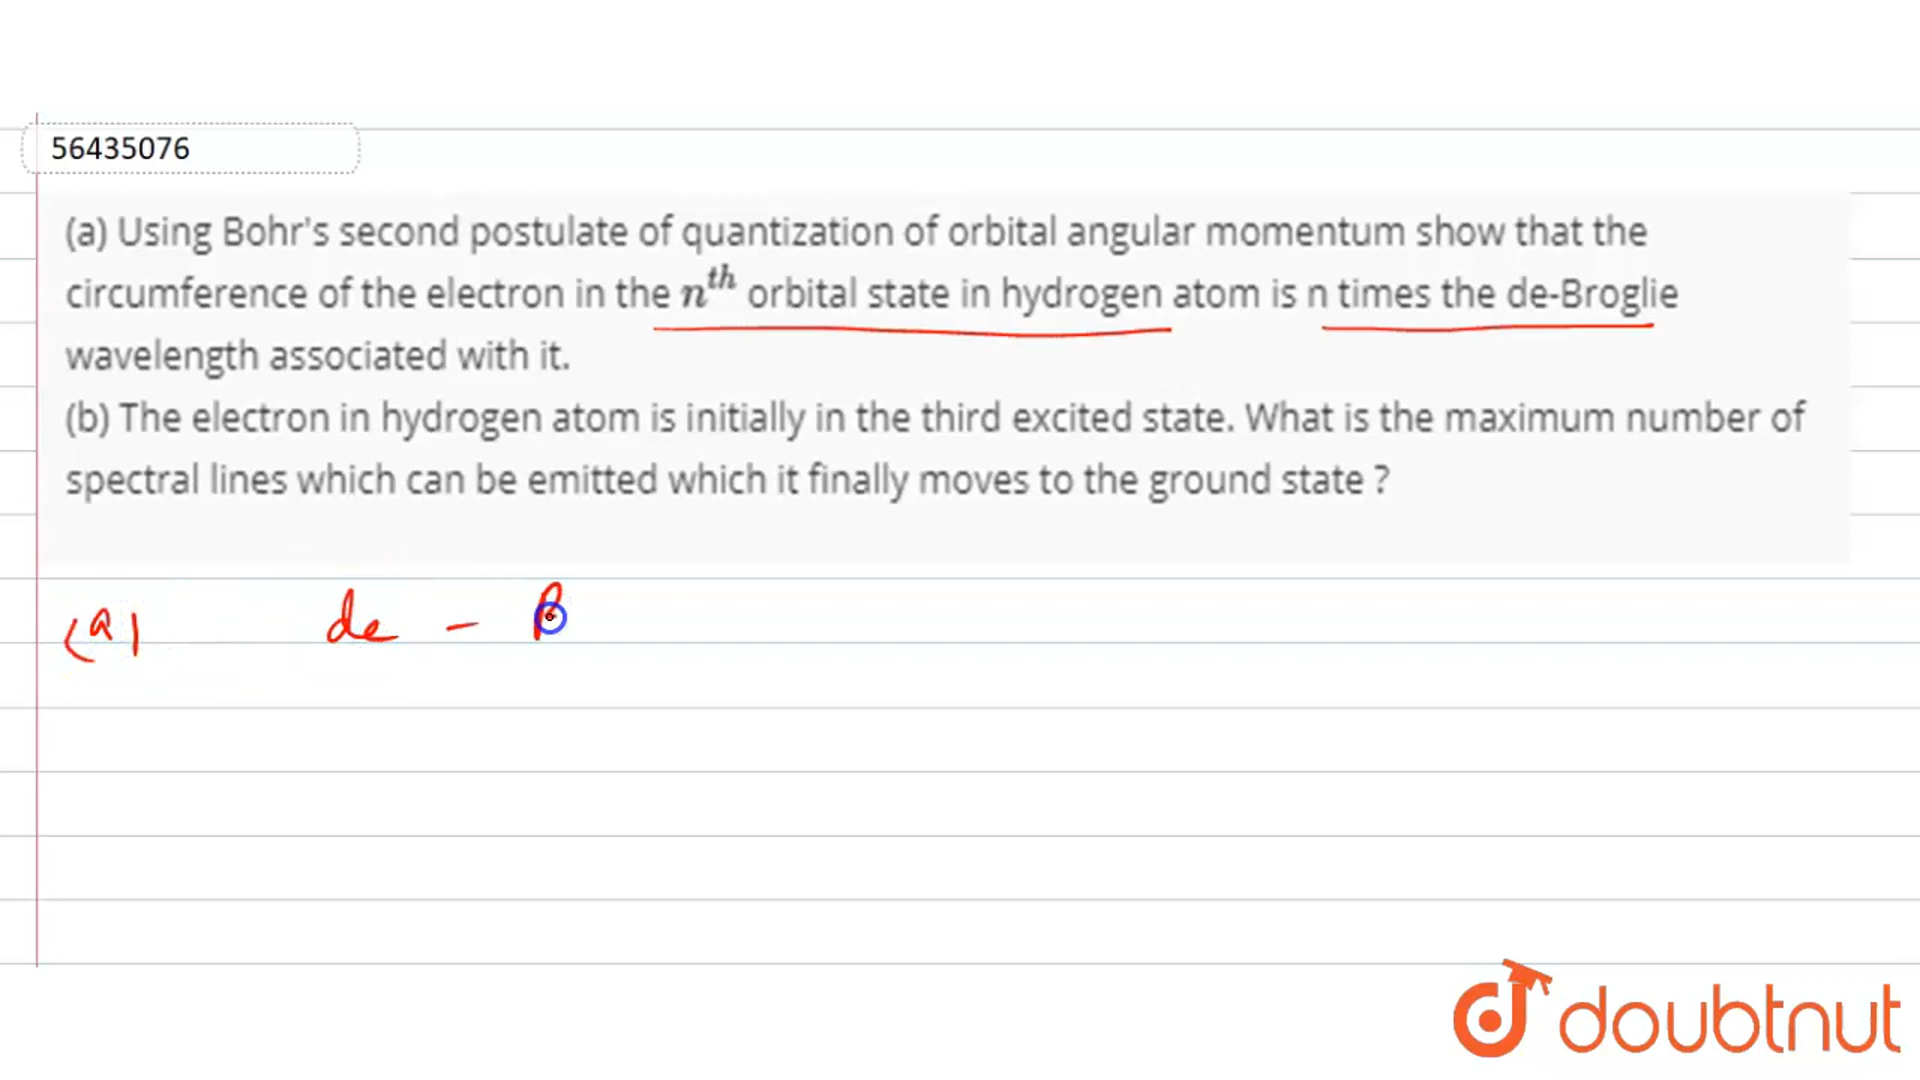 56435076
(a) Using Bohr's second postulate of quantization of orbital angular momentum show that the
circumference of the electron in the n^th orbital state in hydrogen atom is n times the de-Broglie
wavelength associated with it.
(b) The electron in hydrogen atom is initially in the third excited state. What is the maximum number of
spectral lines which can be emitted which it finally moves to the ground state ?
(a) de - B
doubtnut